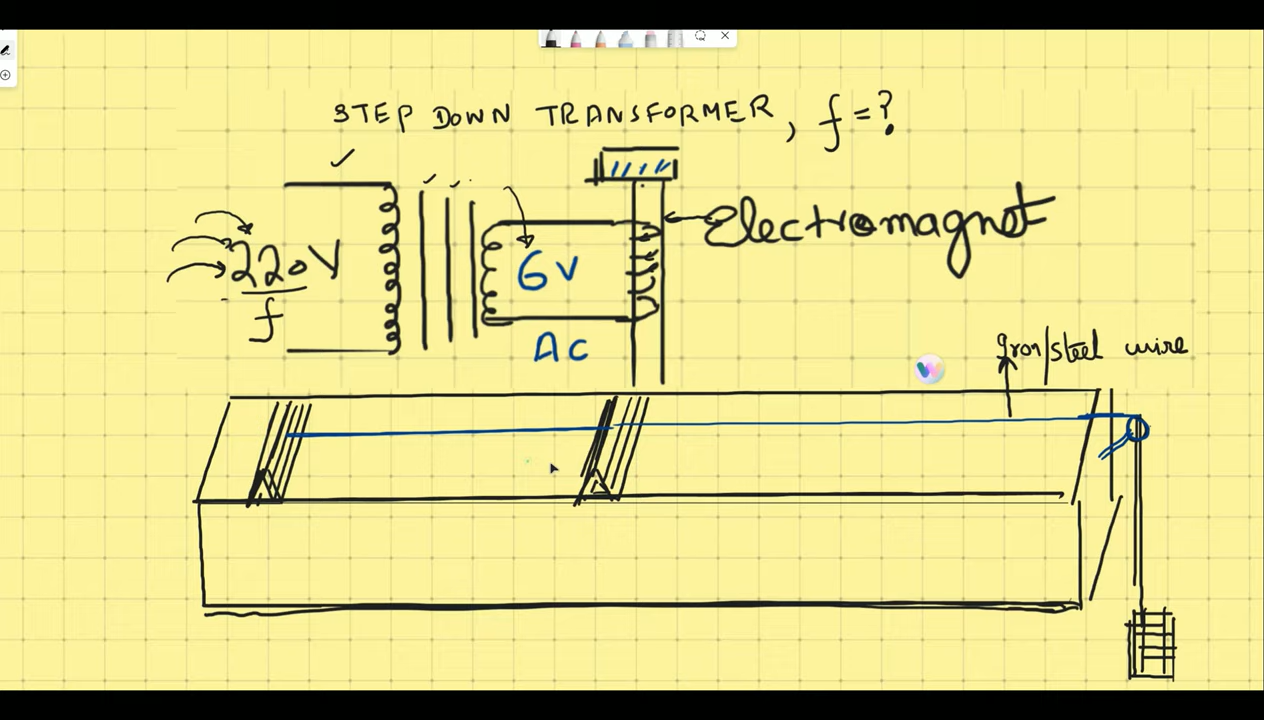 STEP DOWN TRANSFORMER, f = ?
Electromagnet
220V
f
6V
AC
Iron/steel wire